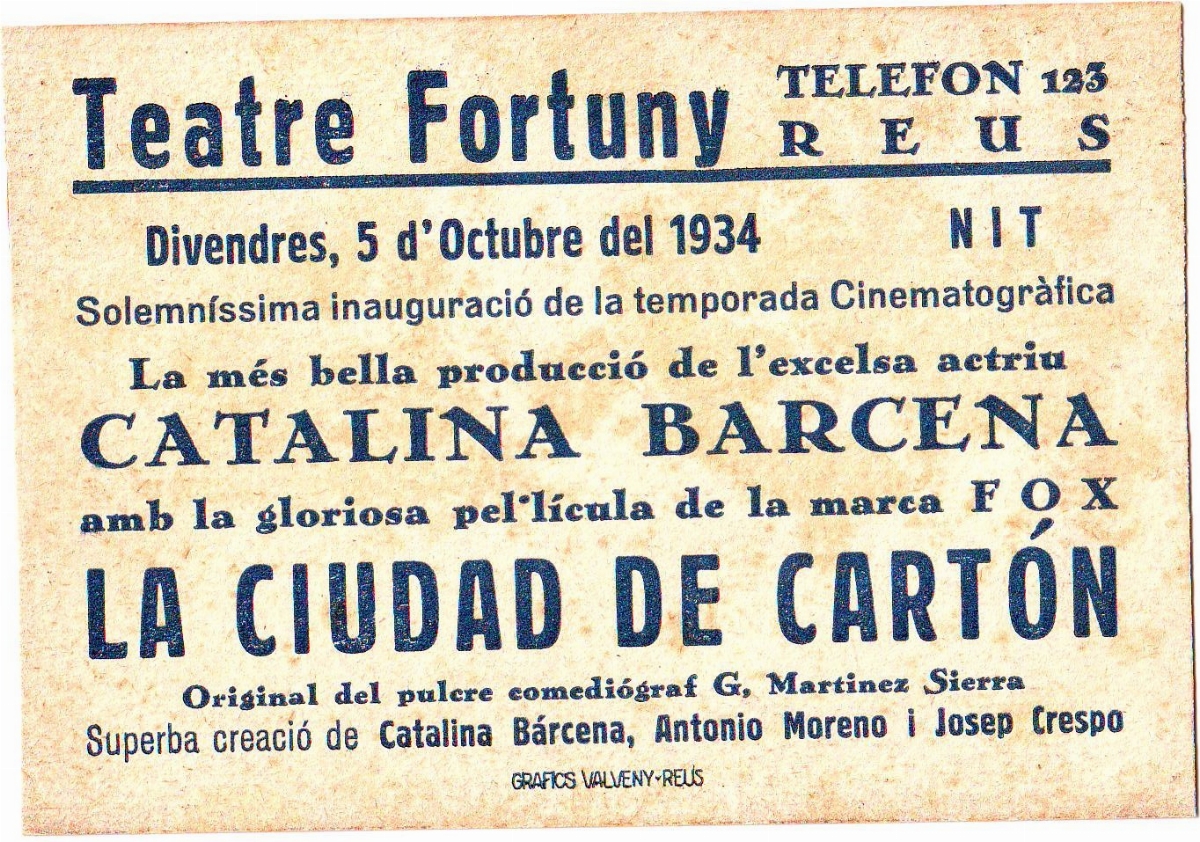 Teatre Fortuny
TELEFON 123
REUS
Divendres, 5 d'Octubre del 1934
NIT
Solemníssima inauguració de la temporada Cinematogràfica
La més bella producció de l'excelsa actriu
CATALINA BARCENA
amb la gloriosa pel·lícula de la marca FOX
LA CIUDAD DE CARTÓN
Original del pulcre comediógraf G. Martinez Sierra
Superba creació de Catalina Bárcena, Antonio Moreno i Josep Crespo
GRAFICS VALVENY-REUS